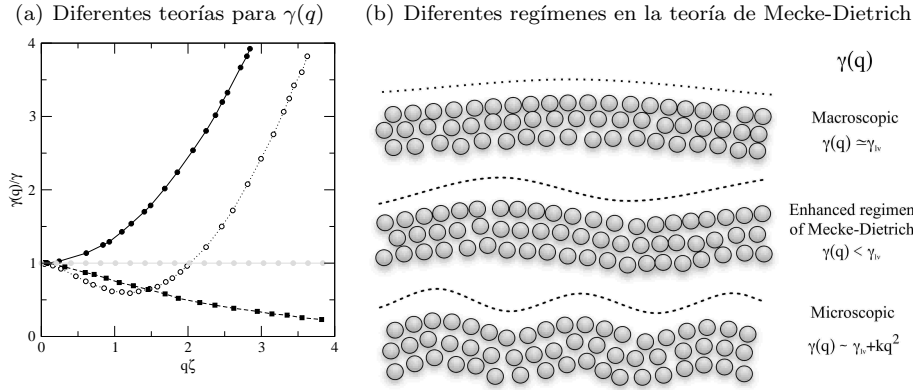 (a) Diferentes teorías para γ(q)
4
3
2
1
0
γ(q)/γ
0
1
2
3
4
qζ
(b) Diferentes regímenes en la teoría de Mecke-Dietrich
γ(q)
Macroscopic
γ(q) ≃γlv
Enhanced regimen
of Mecke-Dietrich
γ(q) < γlv
Microscopic
γ(q) ~ γlv+kq²